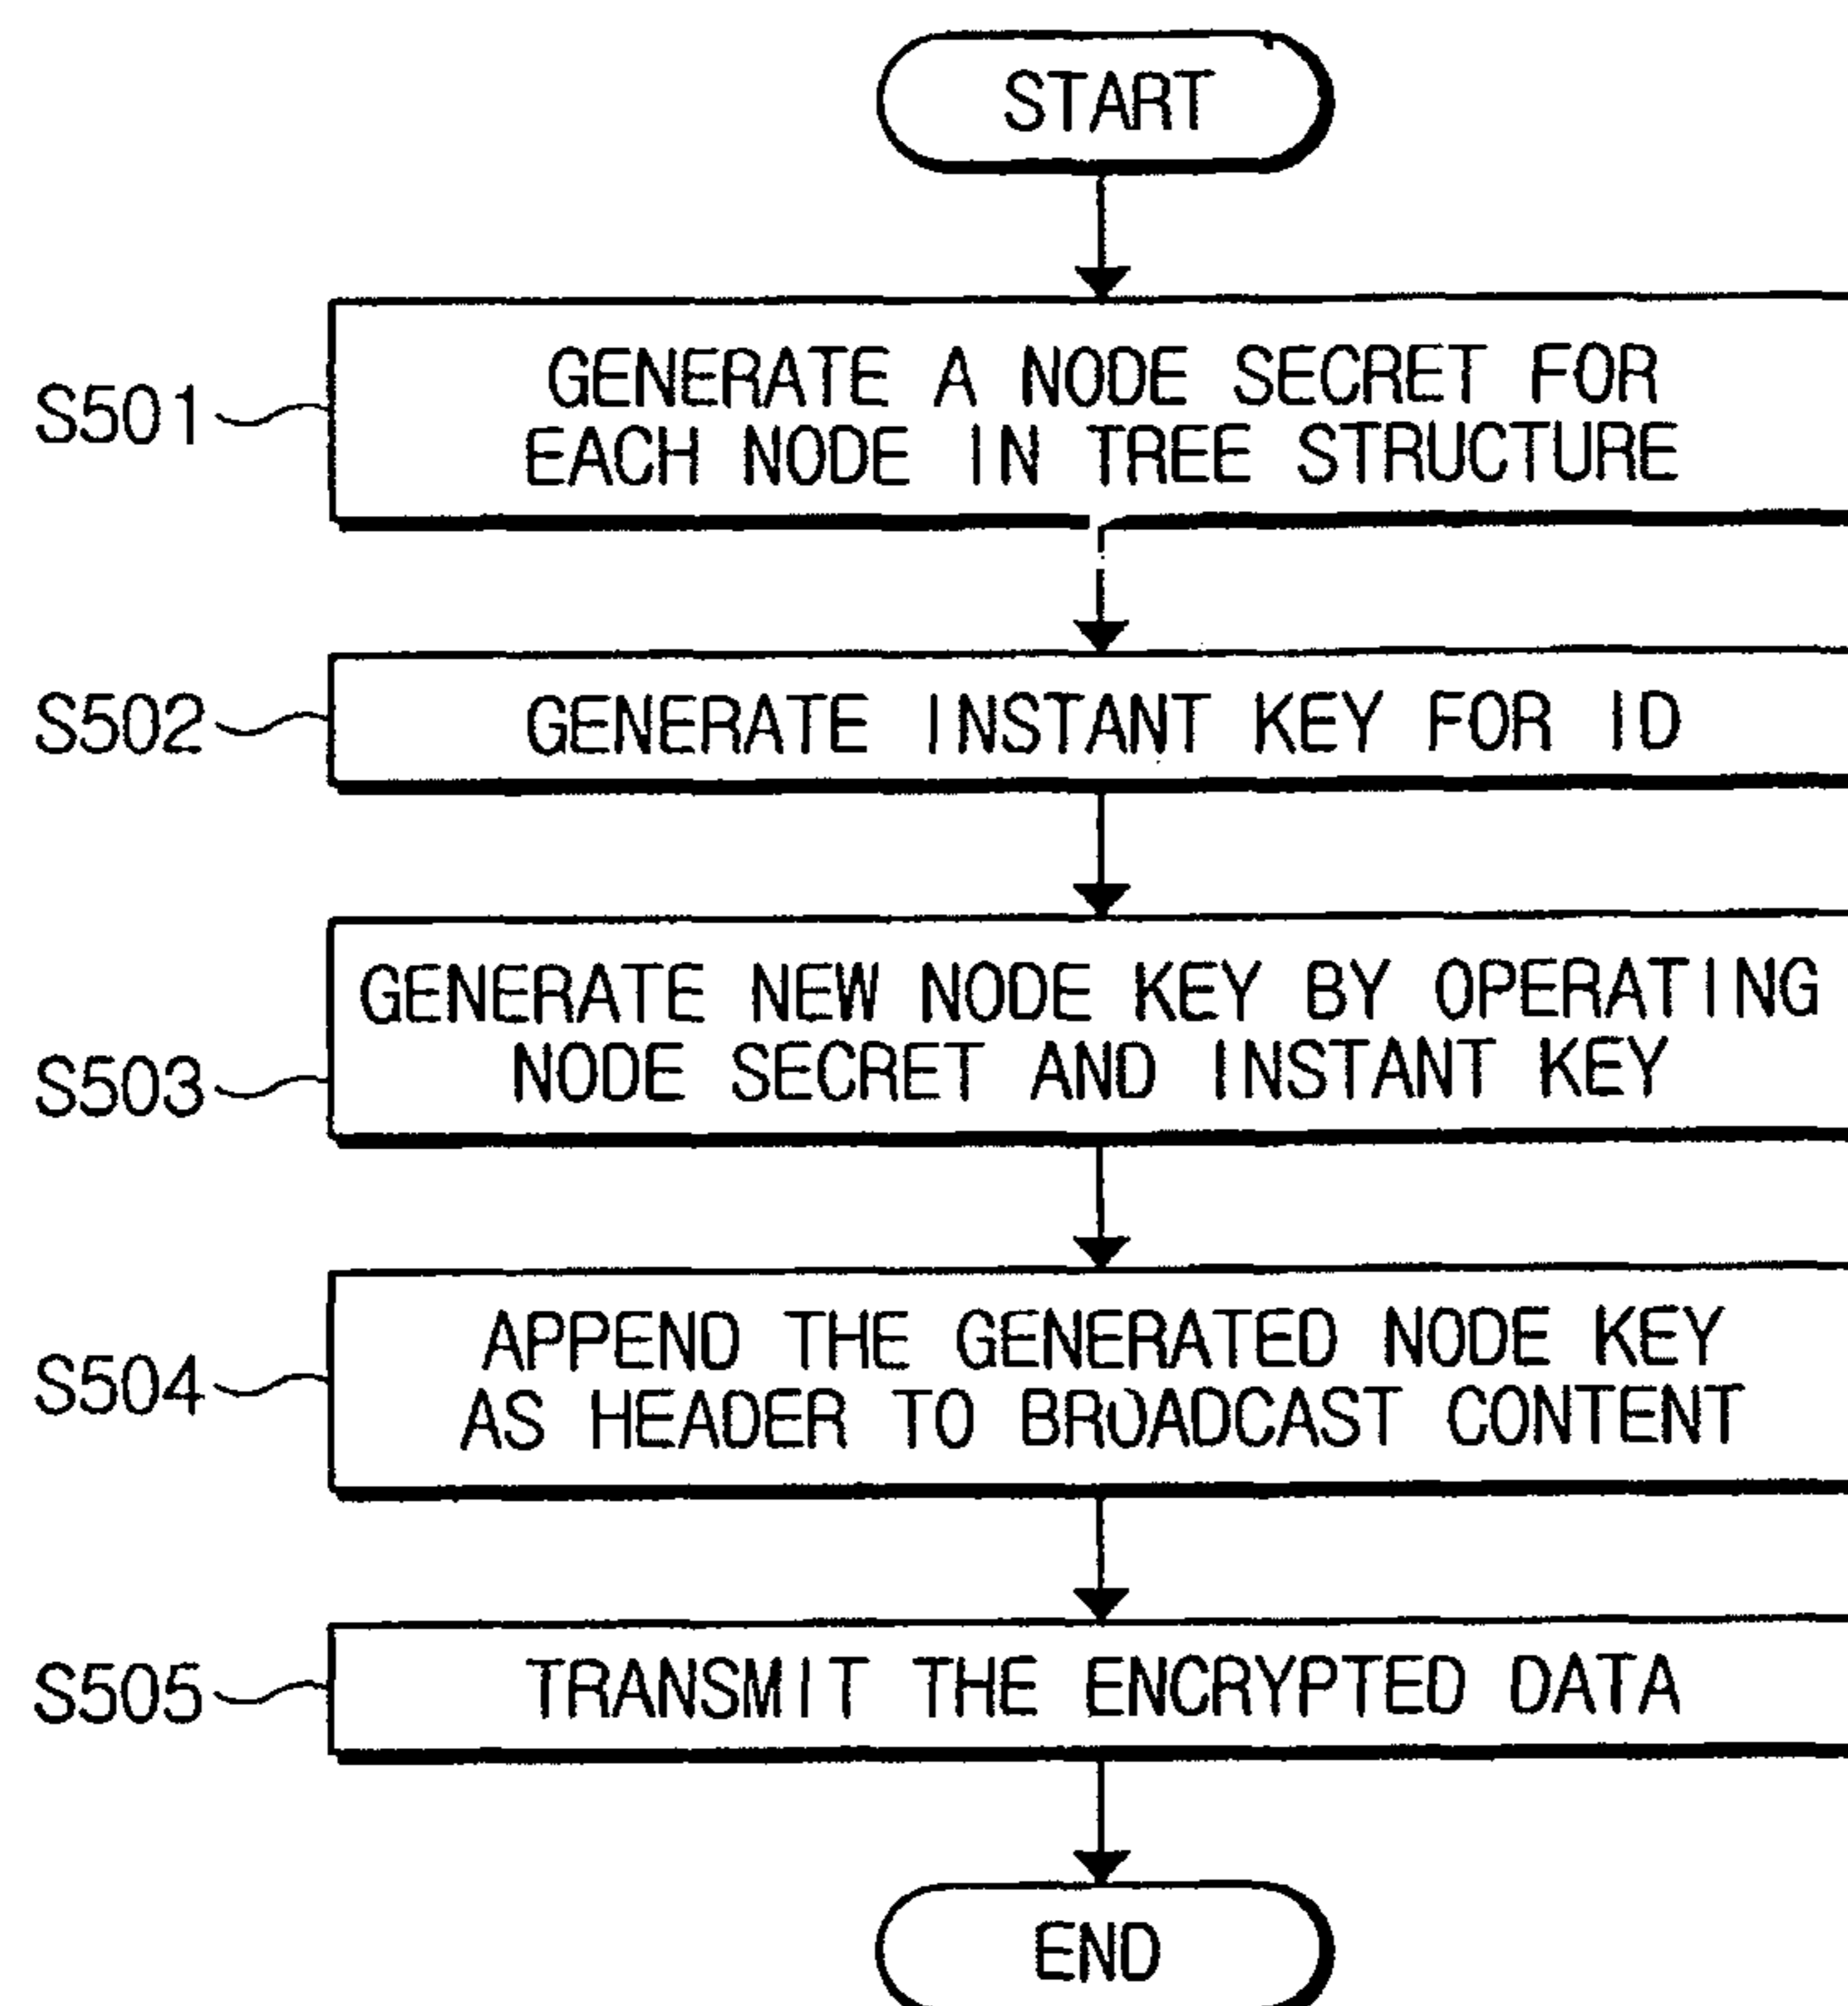 START
S501
GENERATE A NODE SECRET FOR
EACH NODE IN TREE STRUCTURE
S502
GENERATE INSTANT KEY FOR ID
S503
GENERATE NEW NODE KEY BY OPERATING
NODE SECRET AND INSTANT KEY
S504
APPEND THE GENERATED NODE KEY
AS HEADER TO BROADCAST CONTENT
S505
TRANSMIT THE ENCRYPTED DATA
END